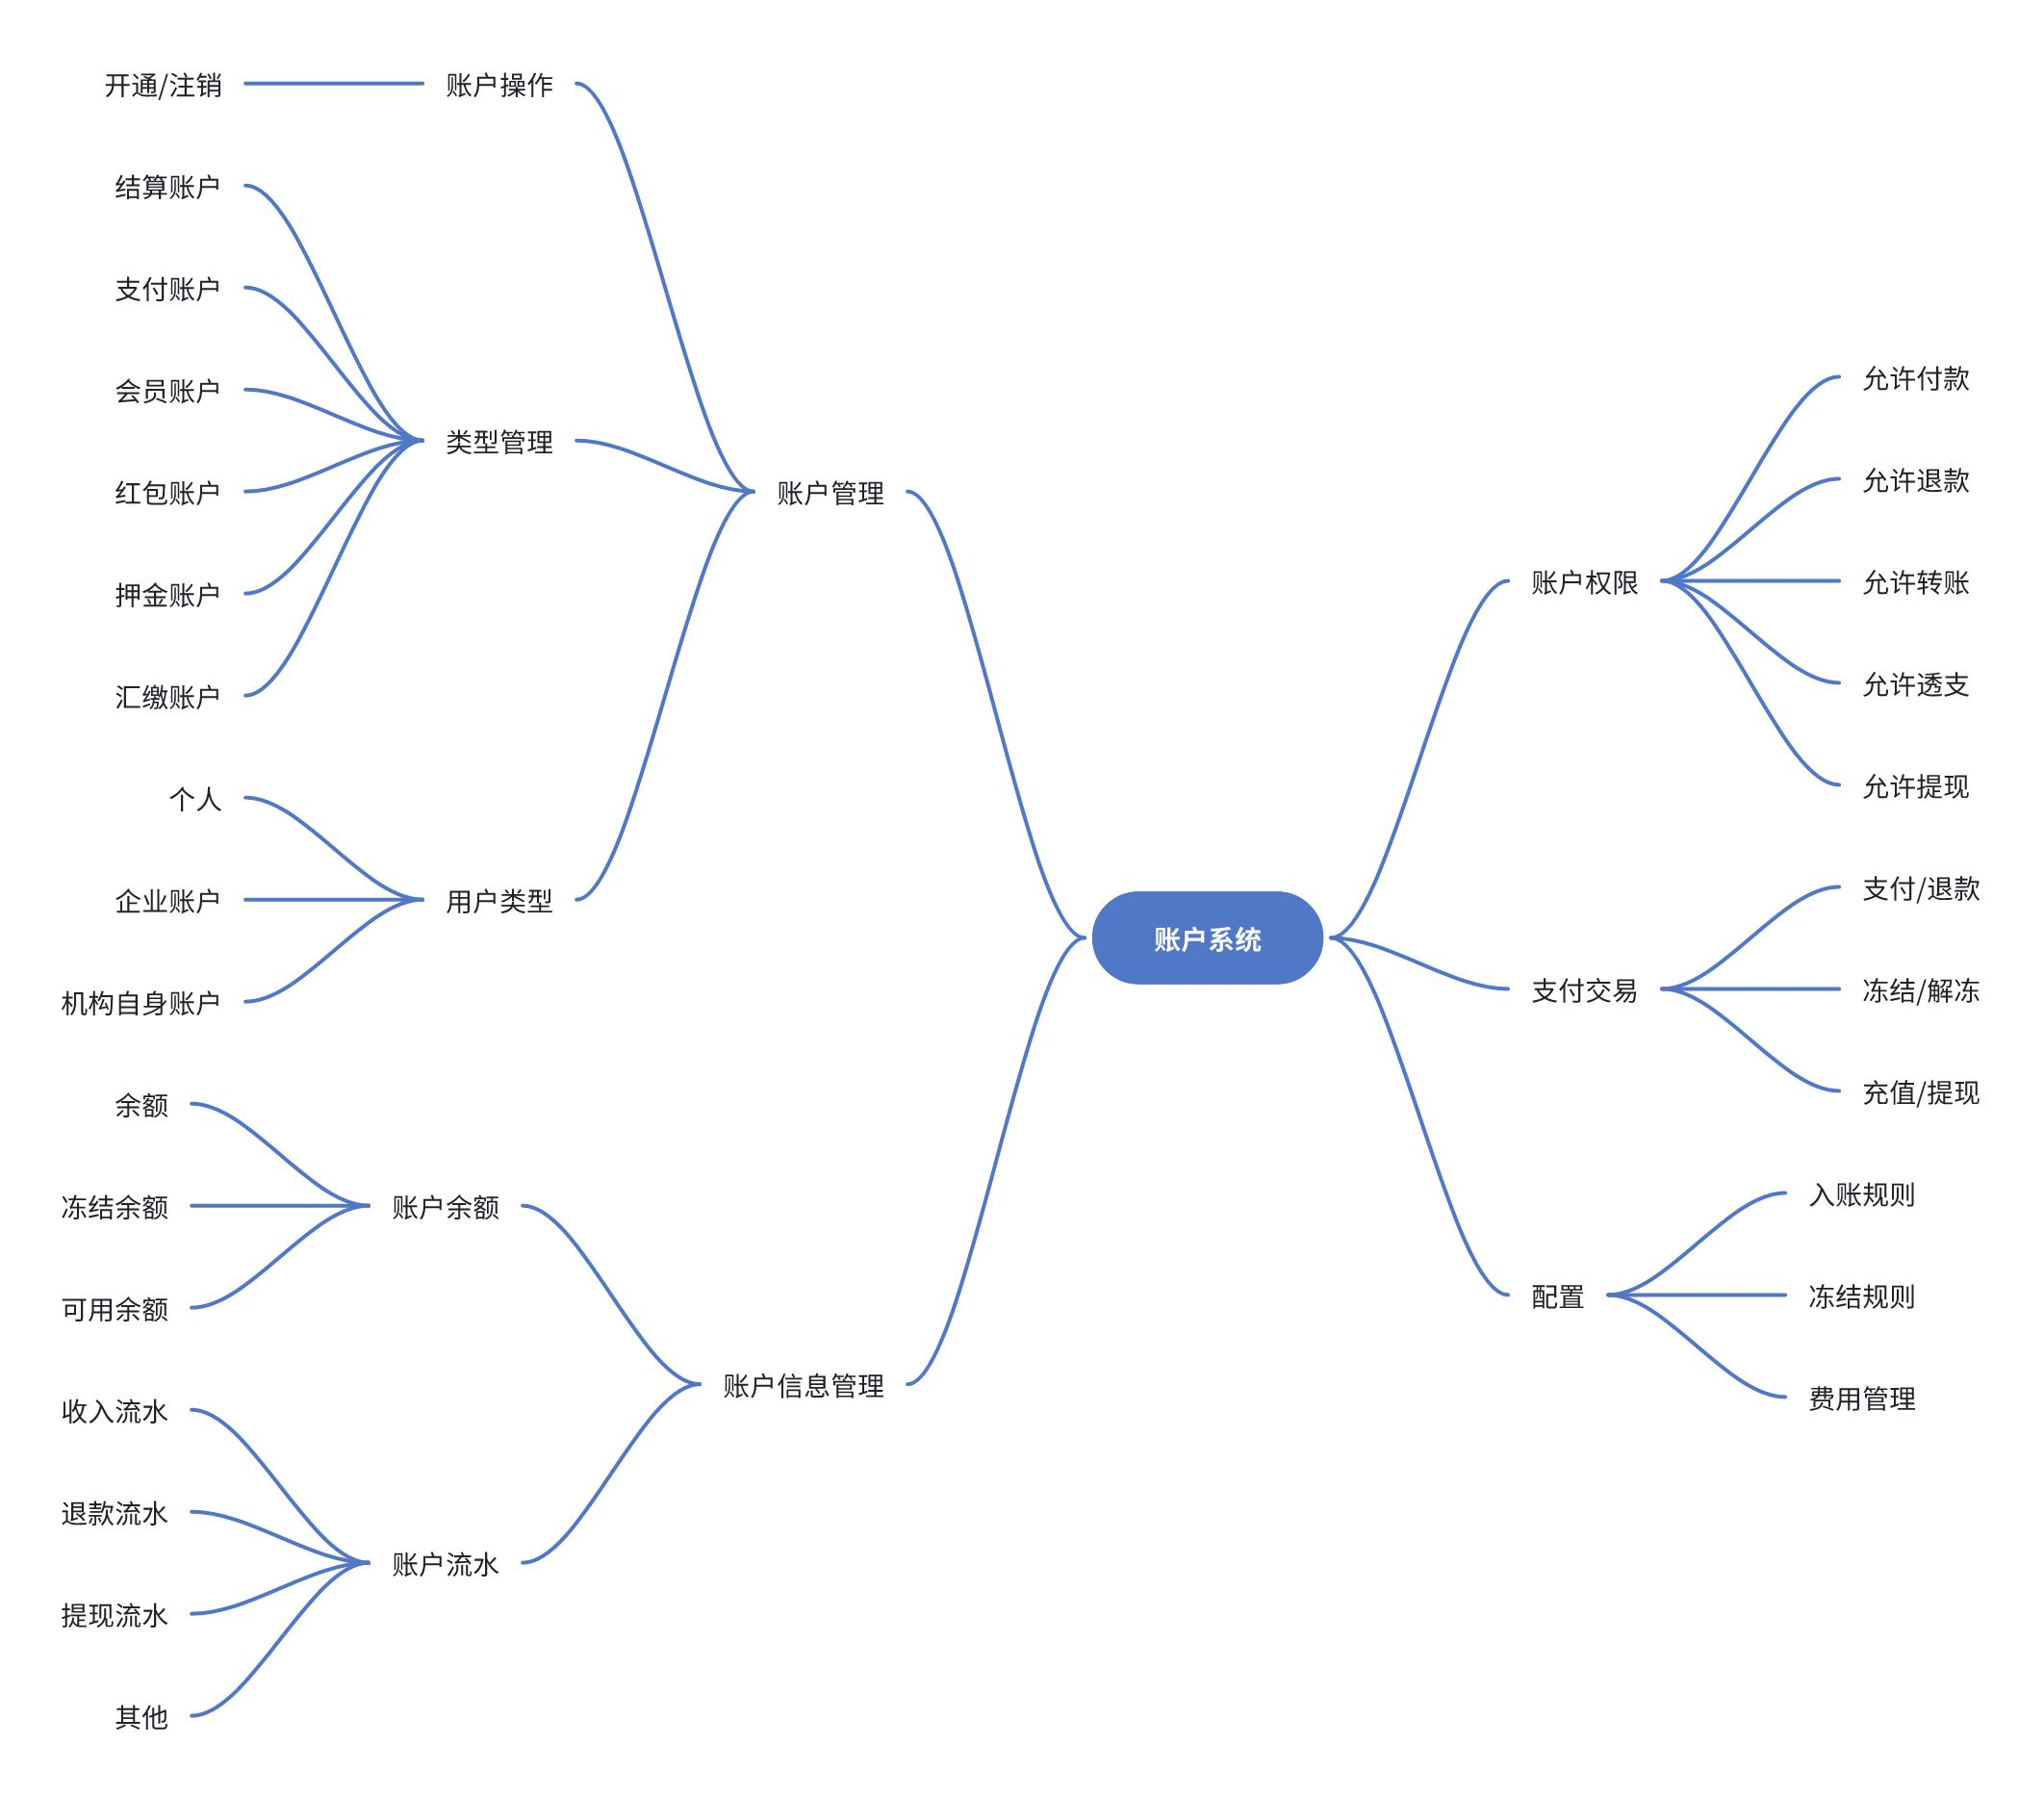 账户系统
账户管理
账户操作
开通/注销
类型管理
结算账户
支付账户
会员账户
红包账户
押金账户
汇缴账户
用户类型
个人
企业账户
机构自身账户
账户信息管理
账户余额
余额
冻结余额
可用余额
账户流水
收入流水
退款流水
提现流水
其他
账户权限
允许付款
允许退款
允许转账
允许透支
允许提现
支付交易
支付/退款
冻结/解冻
充值/提现
配置
入账规则
冻结规则
费用管理